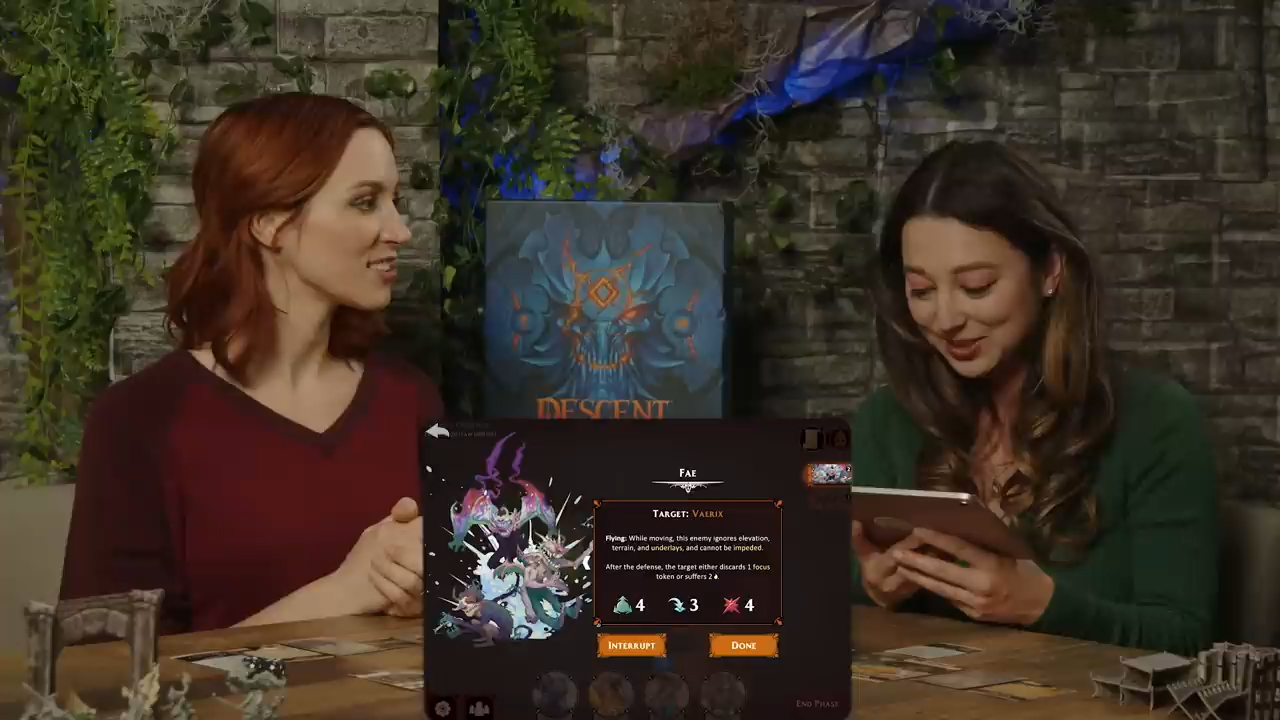 DESCENT
FAE
TARGET: VAERIX
Flying: While moving, this enemy ignores elevation,
terrain, and underlays, and cannot be impeded.
After the defense, the target either discards 1 focus
token or suffers 2
4 3 4
INTERRUPT DONE
END PHASE